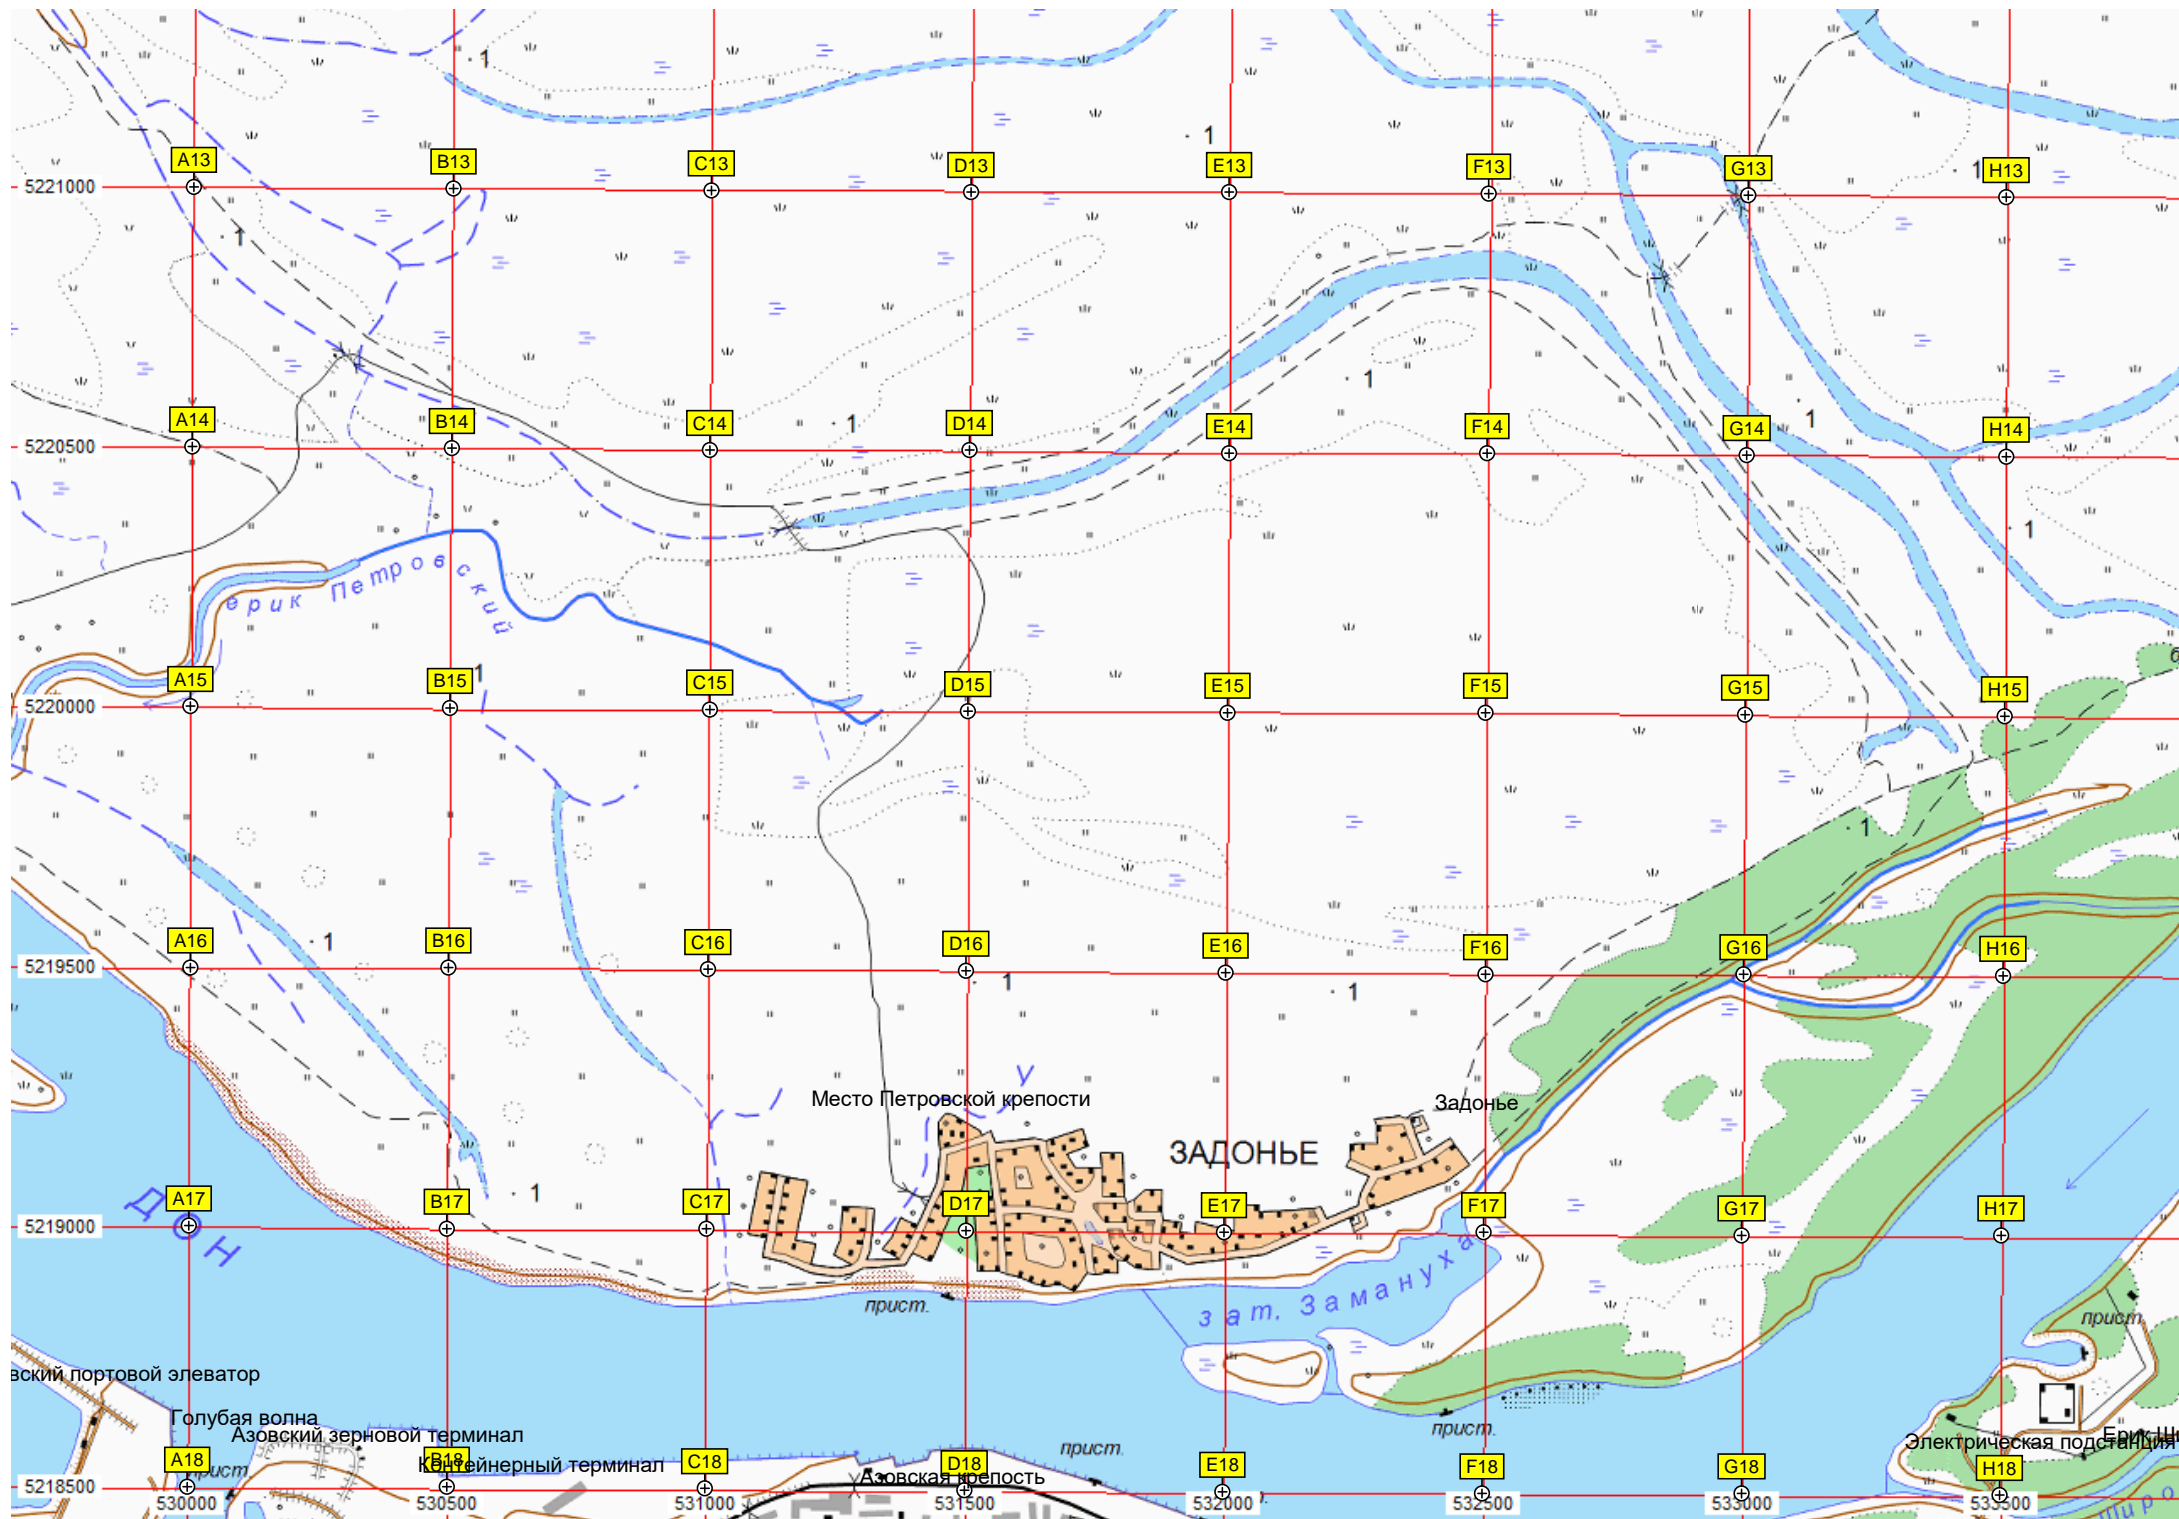 1
1
A13 B13 C13 D13 E13 F13 G13 H13
1
5221000
1
1
1
1
A14 B14 C14 D14 E14 F14 G14 H14
5220500
1
ерик Петровский
1
A15 B15 C15 D15 E15 F15 G15 H15
5220000
1
1
A16 B16 C16 D16 E16 F16 G16 H16
5219500
1
1
У
Место Петровской крепости
Задонье
ЗАДОНЬЕ
1
A17 B17 C17 D17 E17 F17 G17 H17
5219000
ДОН
зат. Замануха
прист.
прист.
вский портовой элеватор
Голубая волна
Азовский зерновой терминал
прист.
прист.
Электрическая подстанция
A18 B18 C18 D18 E18 F18 G18 H18
прист
Контейнерный терминал
Азовская крепость
5218500
530000 530500 531000 531500 532000 532500 533000 533500